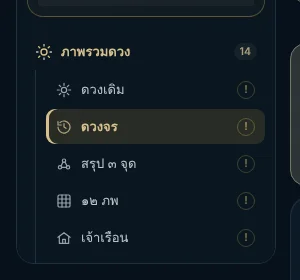 ภาพรวมดวง 14
ดวงเดิม !
ดวงจร !
สรุป ๓ จุด !
๑๒ ภพ !
เจ้าเรือน !